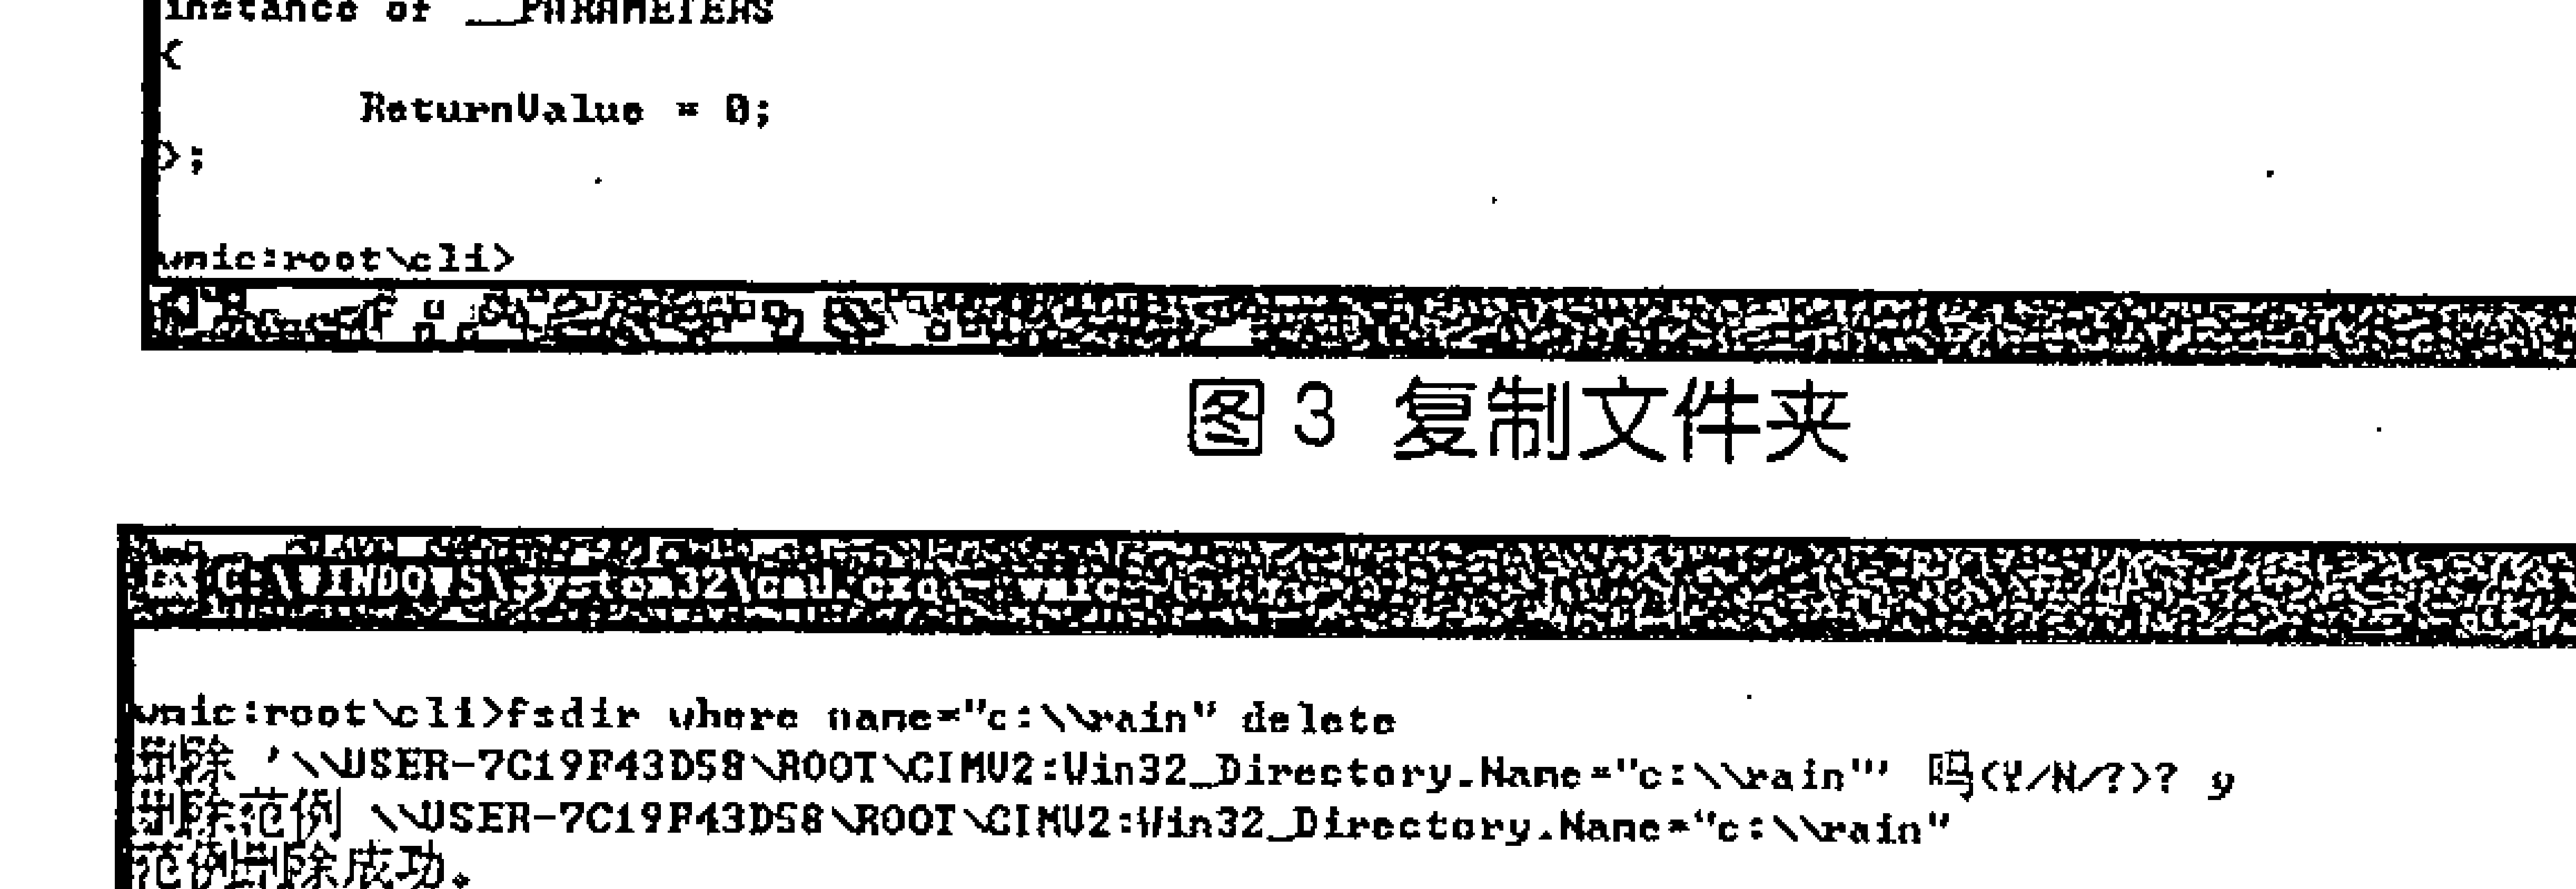 instance of __PARAMETERS
{
ReturnValue = 0;
};
wmic:root\cli>
图 3 复制文件夹
C:\WINDOWS\system32\cmd.exe - wmic
wmic:root\cli>fsdir where name="c:\\rain" delete
删除 '\\USER-7C19F43D58\ROOT\CIMV2:Win32_Directory.Name="c:\\rain"' 吗(Y/N/?)? y
删除范例 \\USER-7C19F43D58\ROOT\CIMV2:Win32_Directory.Name="c:\\rain"
范例删除成功。